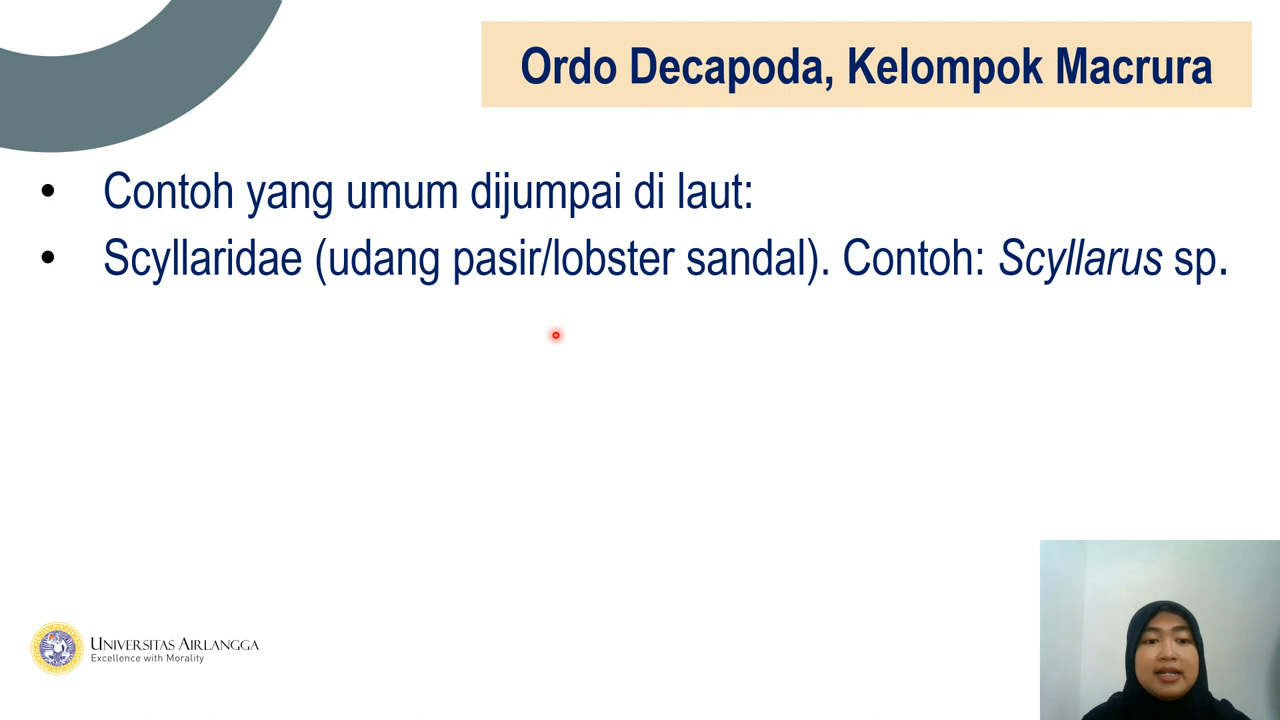 Ordo Decapoda, Kelompok Macrura
• Contoh yang umum dijumpai di laut:
• Scyllaridae (udang pasir/lobster sandal). Contoh: Scyllarus sp.
UNIVERSITAS AIRLANGGA
Excellence with Morality